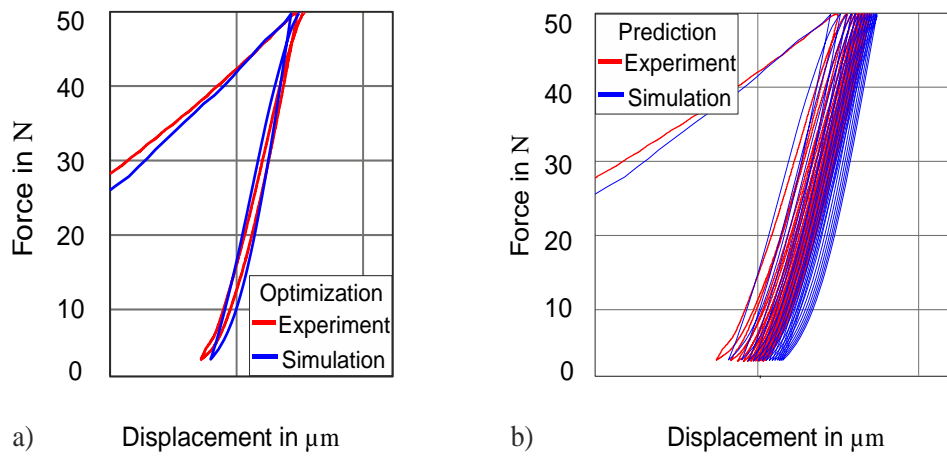 50
40
30
20
10
0
Force in N
Optimization
Experiment
Simulation
a)
Displacement in µm
50
40
30
20
10
0
Force in N
Prediction
Experiment
Simulation
b)
Displacement in µm